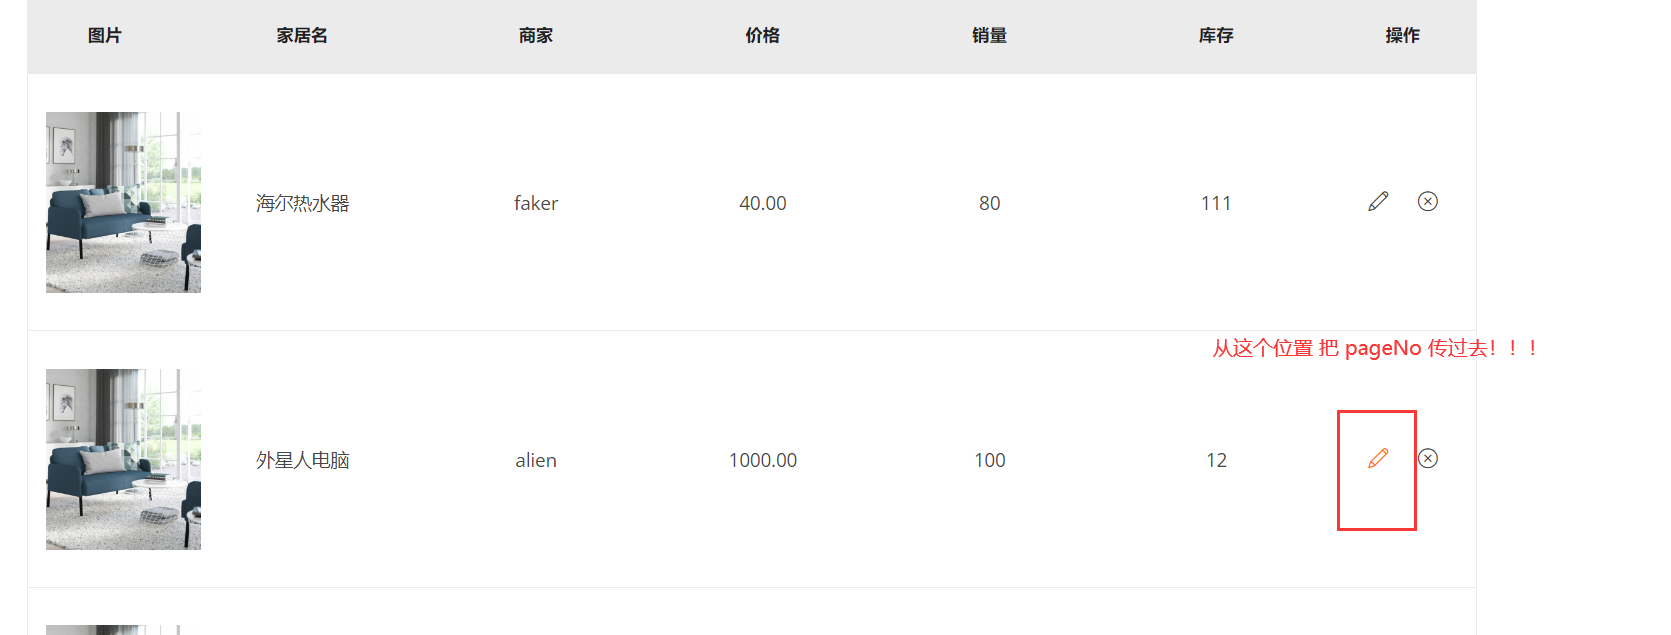 图片 家居名 商家 价格 销量 库存 操作
海尔热水器 faker 40.00 80 111
从这个位置 把 pageNo 传过去！！！
外星人电脑 alien 1000.00 100 12